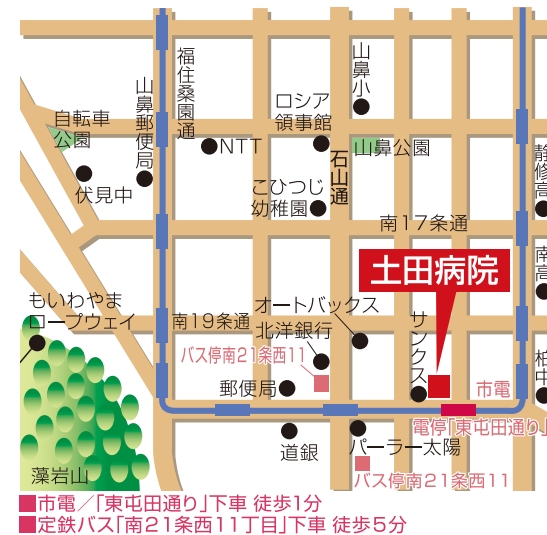 山鼻小
福住桑園通
山鼻郵便局
自転車
公園
ロシア
領事館
NTT
石山通
山鼻公園
静修高
伏見中
こひつじ
幼稚園
南17条通
南高
土田病院
もいわやま
ロープウェイ
南19条通
オートバックス
北洋銀行
サンクス
バス停南21条西11
柏中
郵便局
市電
電停「東屯田通り」
道銀
パーラー太陽
バス停南21条西11
藻岩山
市電／「東屯田通り」下車 徒歩1分
定鉄バス「南21条西11丁目」下車 徒歩5分